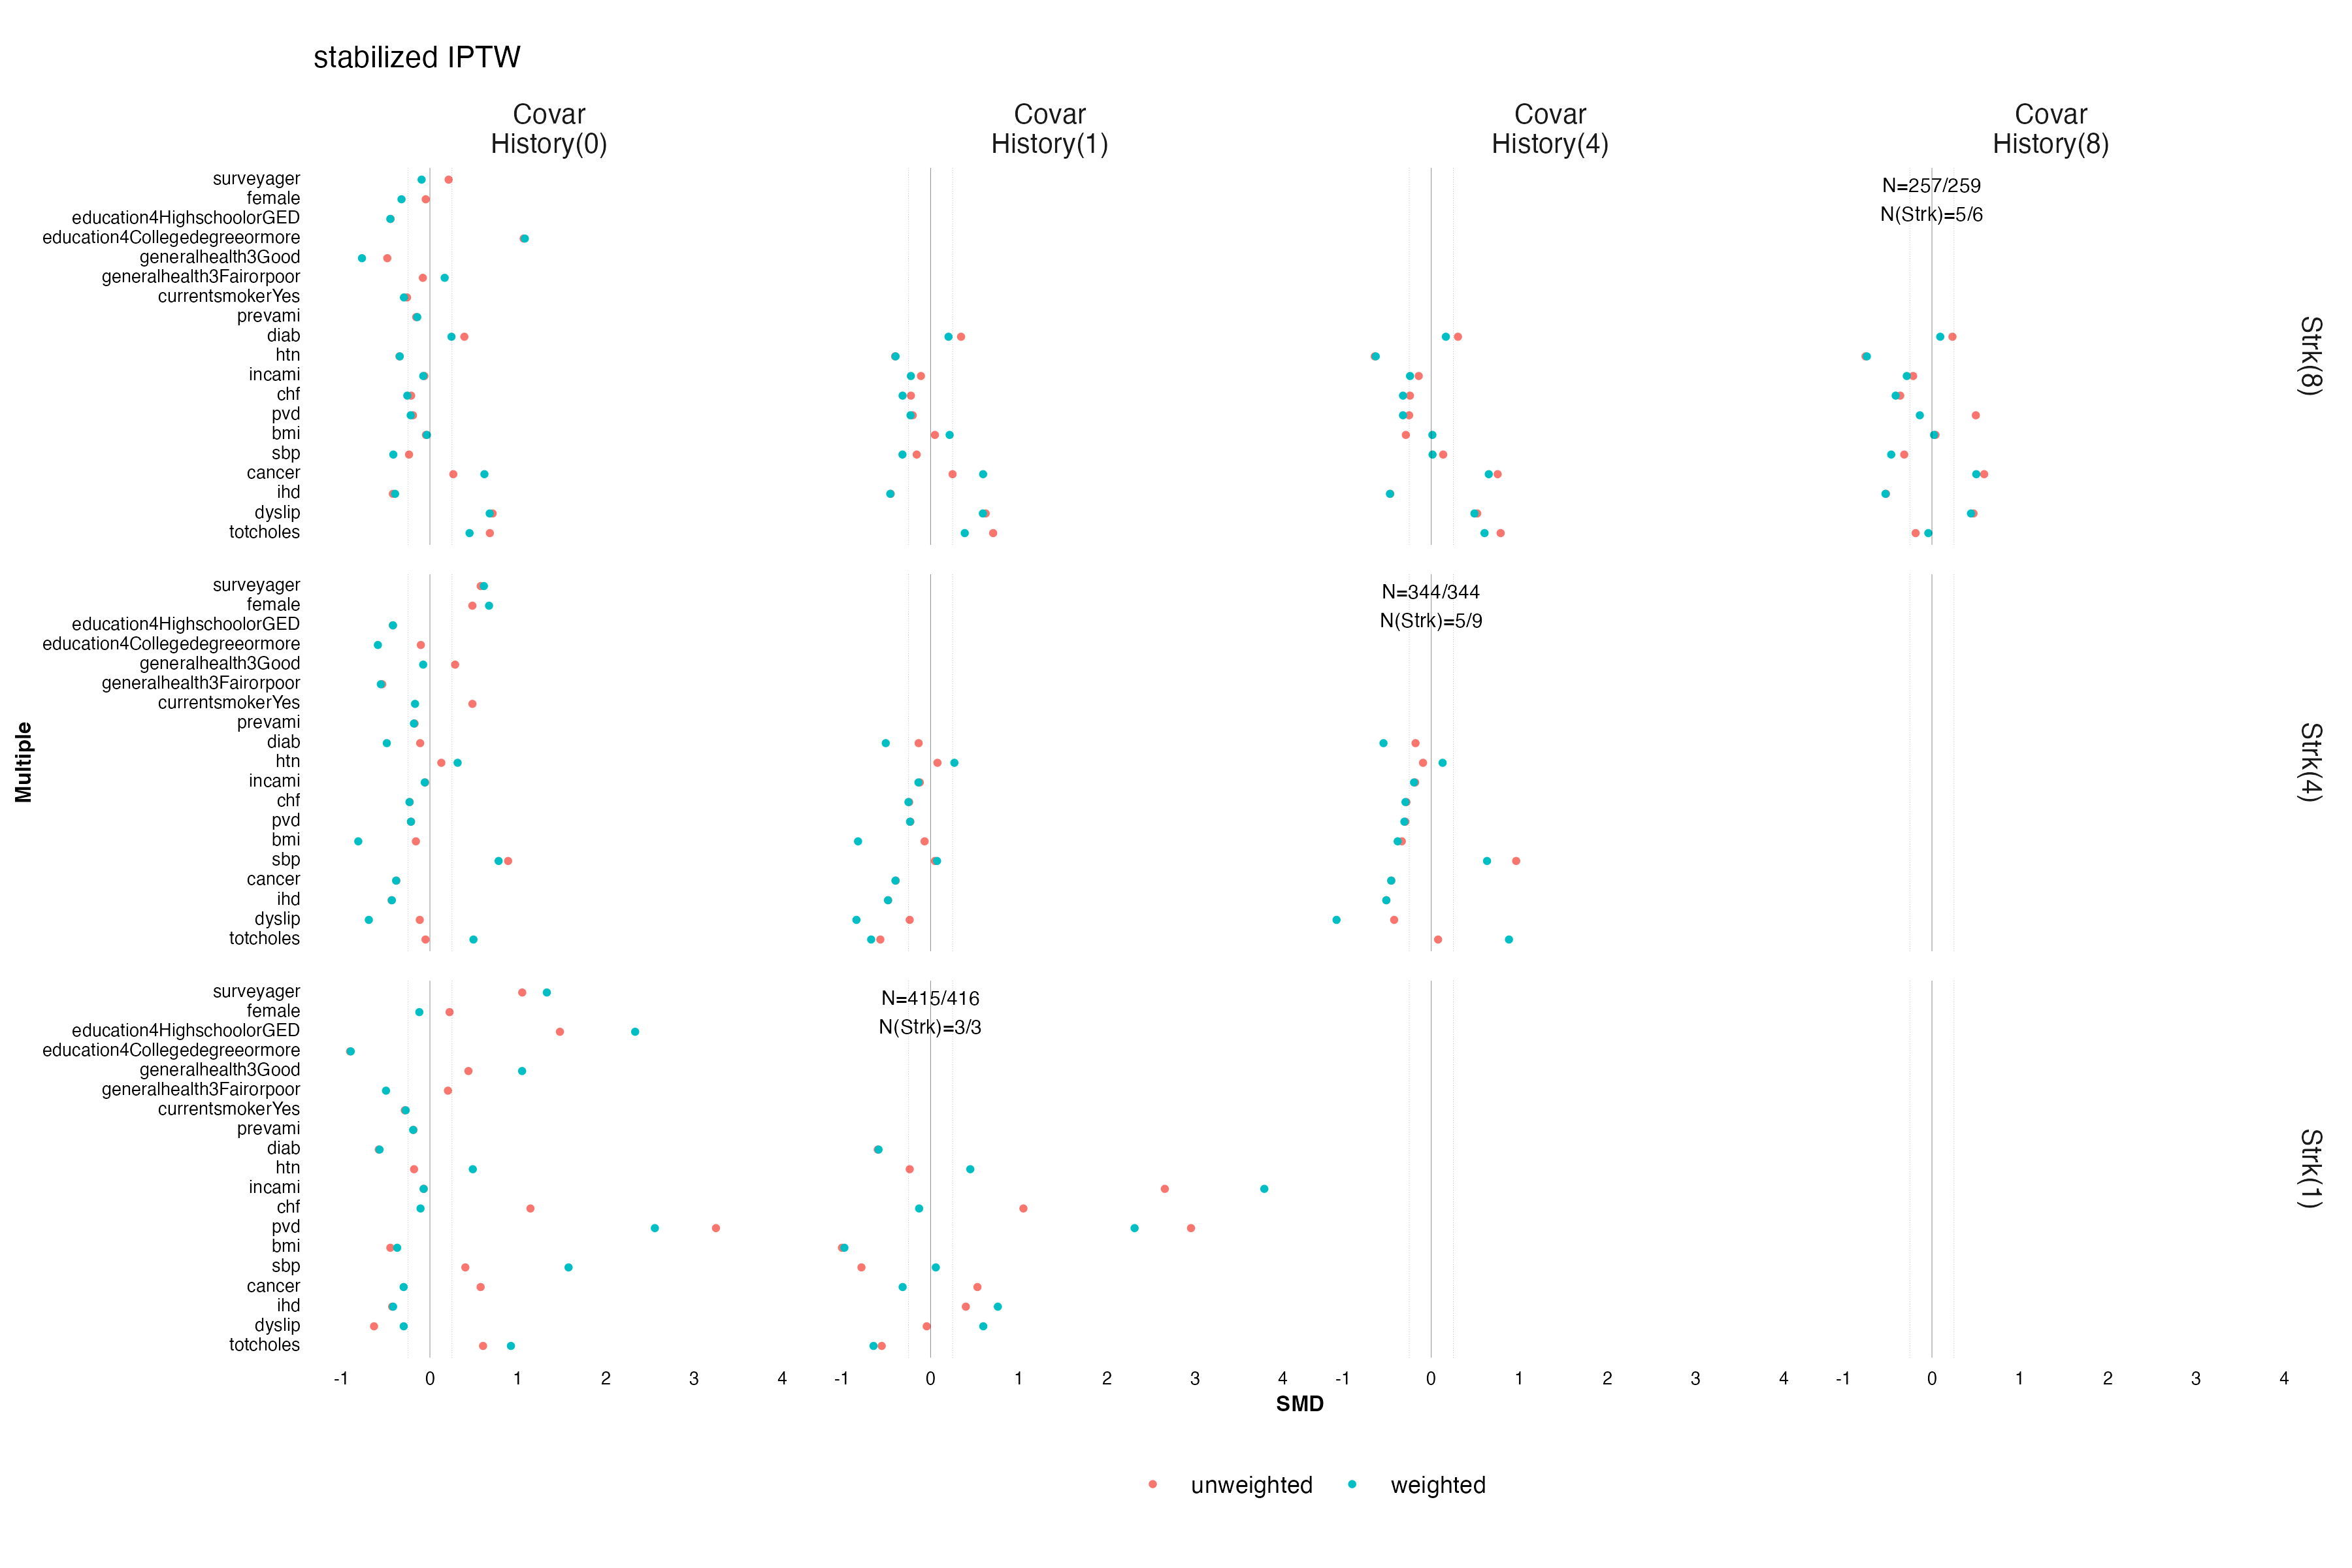 stabilized IPTW
Covar
History(0)
Covar
History(1)
Covar
History(4)
Covar
History(8)
surveyager
female
education4HighschoolorGED
education4Collegedegreeormore
generalhealth3Good
generalhealth3Fairorpoor
currentsmokerYes
prevami
diab
htn
incami
chf
pvd
bmi
sbp
cancer
ihd
dyslip
totcholes
N=257/259
N(Strk)=5/6
Strk(8)
Multiple
surveyager
female
education4HighschoolorGED
education4Collegedegreeormore
generalhealth3Good
generalhealth3Fairorpoor
currentsmokerYes
prevami
diab
htn
incami
chf
pvd
bmi
sbp
cancer
ihd
dyslip
totcholes
N=344/344
N(Strk)=5/9
Strk(4)
surveyager
female
education4HighschoolorGED
education4Collegedegreeormore
generalhealth3Good
generalhealth3Fairorpoor
currentsmokerYes
prevami
diab
htn
incami
chf
pvd
bmi
sbp
cancer
ihd
dyslip
totcholes
N=415/416
N(Strk)=3/3
Strk(1)
-1 0 1 2 3 4 -1 0 1 2 3 4 -1 0 1 2 3 4 -1 0 1 2 3 4
SMD
unweighted weighted